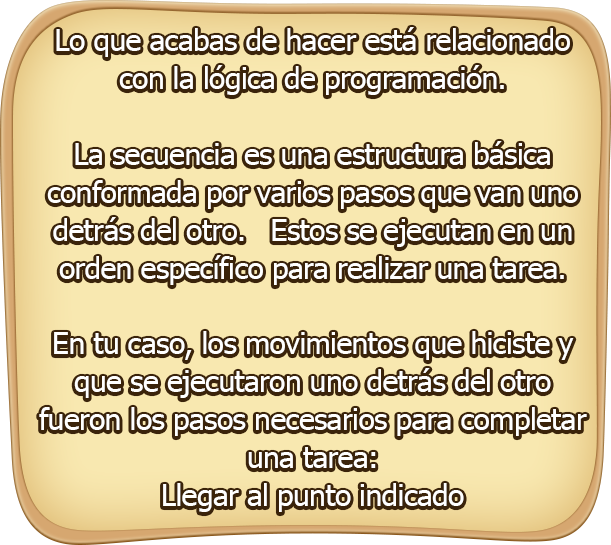 Lo que acabas de hacer está relacionado
con la lógica de programación.
La secuencia es una estructura básica
conformada por varios pasos que van uno
detrás del otro.   Estos se ejecutan en un
orden específico para realizar una tarea.
En tu caso, los movimientos que hiciste y
que se ejecutaron uno detrás del otro
fueron los pasos necesarios para completar
una tarea:
Llegar al punto indicado